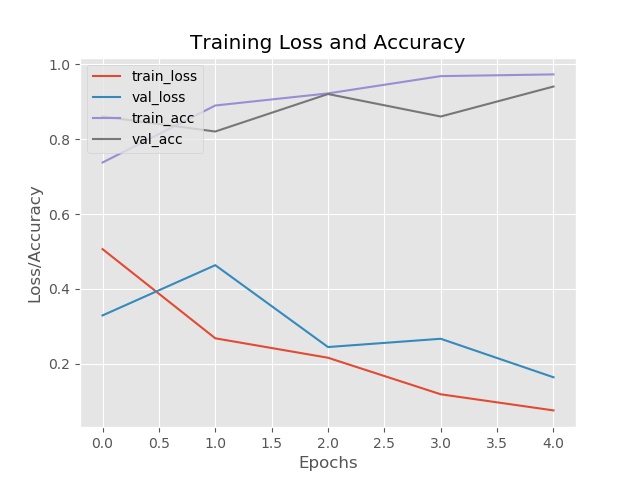 Training Loss and Accuracy
1.0
0.8
0.6
0.4
0.2
Loss/Accuracy
train_loss
val_loss
train_acc
val_acc
0.0 0.5 1.0 1.5 2.0 2.5 3.0 3.5 4.0
Epochs